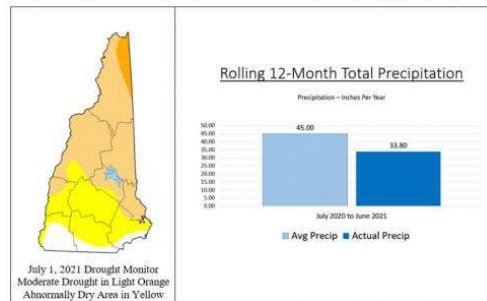 July 1, 2021 Drought Monitor
Moderate Drought in Light Orange
Abnormally Dry Area in Yellow
Rolling 12-Month Total Precipitation
Precipitation – Inches Per Year
50.00
45.00
40.00
35.00
30.00
25.00
20.00
15.00
10.00
5.00
0.00
45.00
33.80
July 2020 to June 2021
Avg Precip
Actual Precip